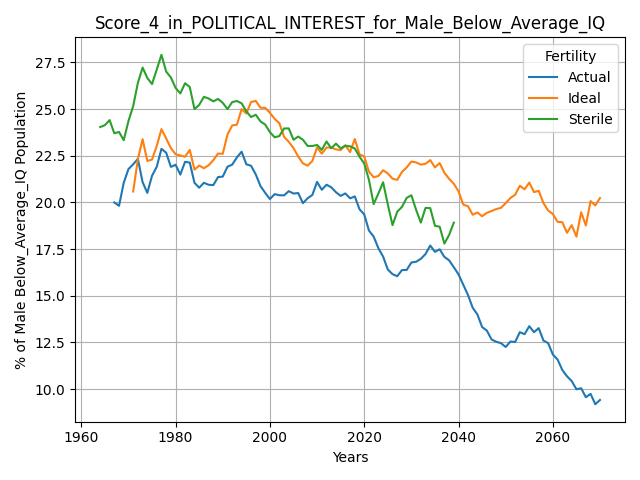 Score_4_in_POLITICAL_INTEREST_for_Male_Below_Average_IQ
% of Male Below_Average_IQ Population
27.5
25.0
22.5
20.0
17.5
15.0
12.5
10.0
Fertility
Actual
Ideal
Sterile
1960 1980 2000 2020 2040 2060
Years